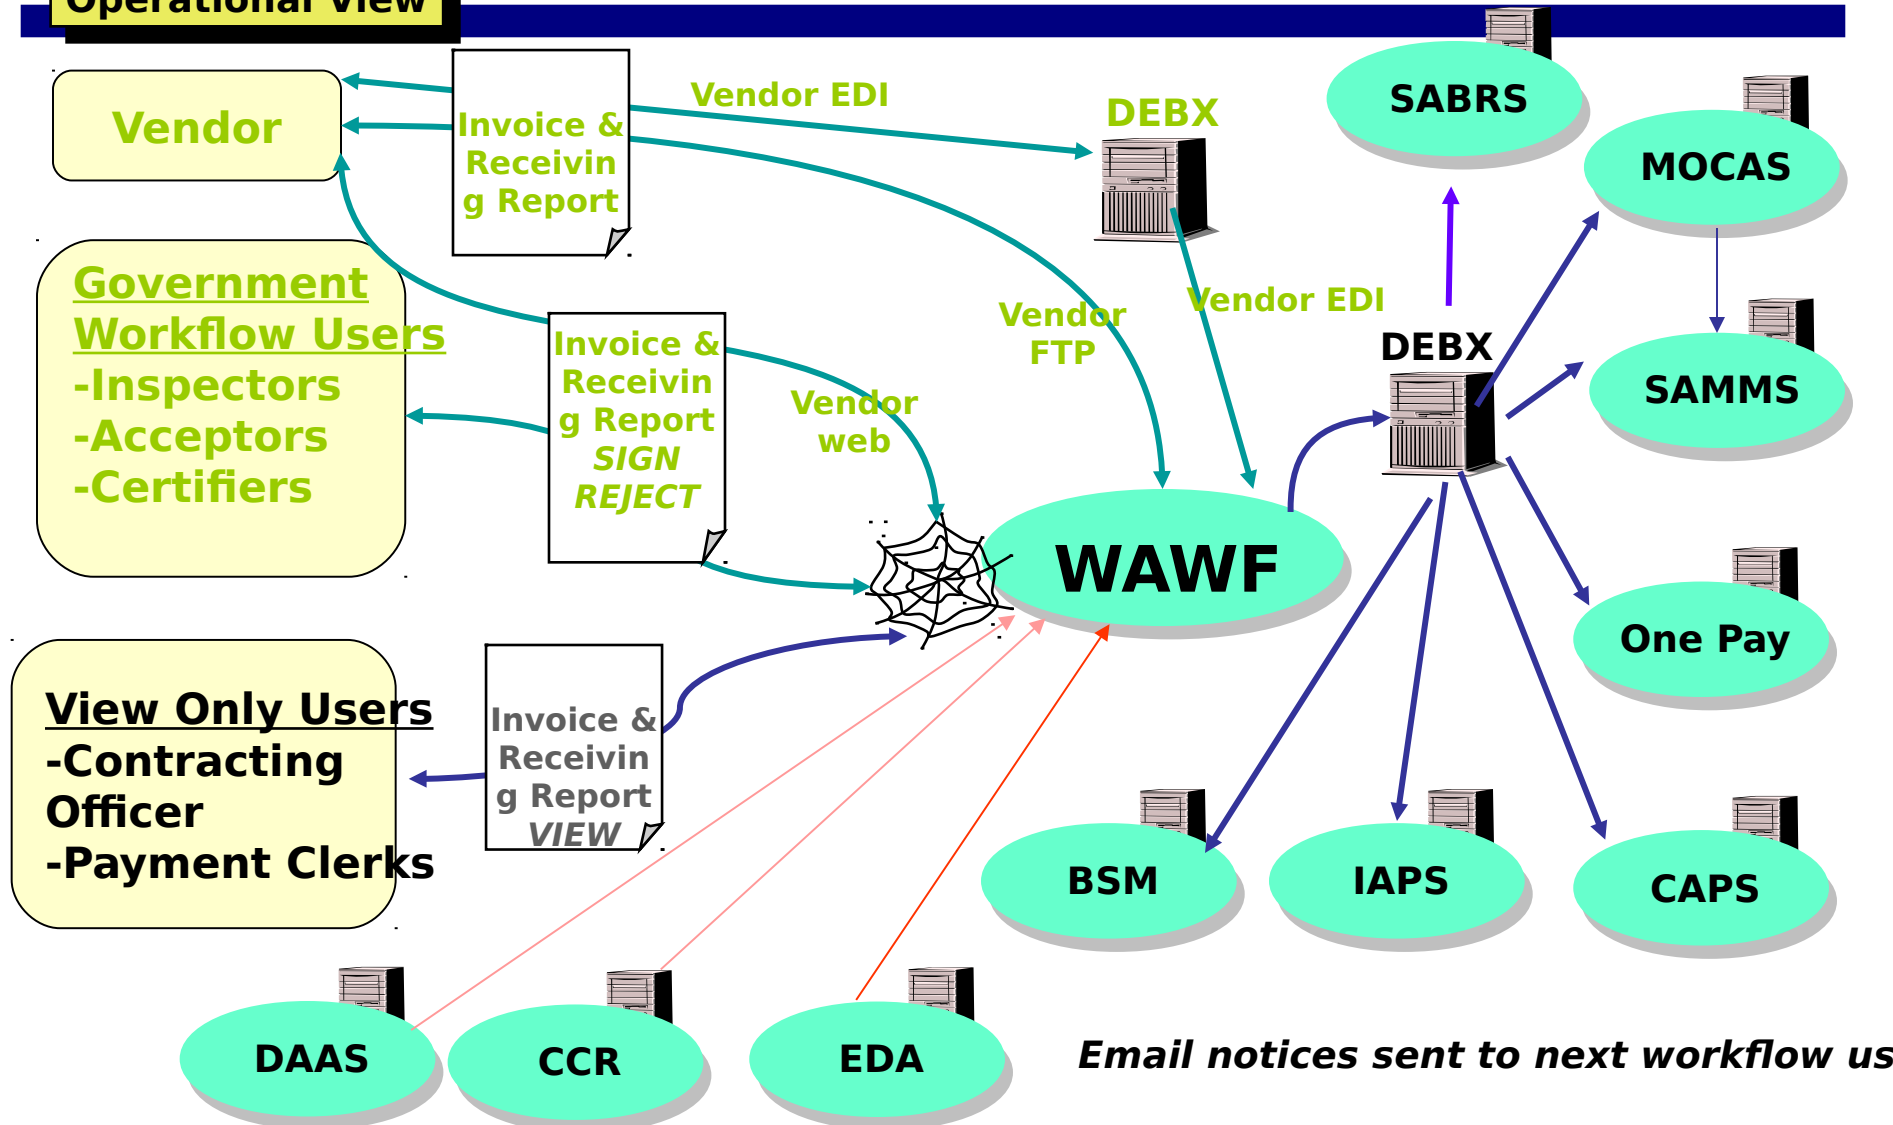 Operational View
Vendor
Invoice &
Receivin
g Report
Vendor EDI
DEBX
SABRS
MOCAS
Government
Workflow Users
-Inspectors
-Acceptors
-Certifiers
Invoice &
Receivin
g Report
SIGN
REJECT
Vendor
web
Vendor
FTP
Vendor EDI
DEBX
SAMMS
WAWF
One Pay
View Only Users
-Contracting
Officer
-Payment Clerks
Invoice &
Receivin
g Report
VIEW
BSM
IAPS
CAPS
DAAS
CCR
EDA
Email notices sent to next workflow us